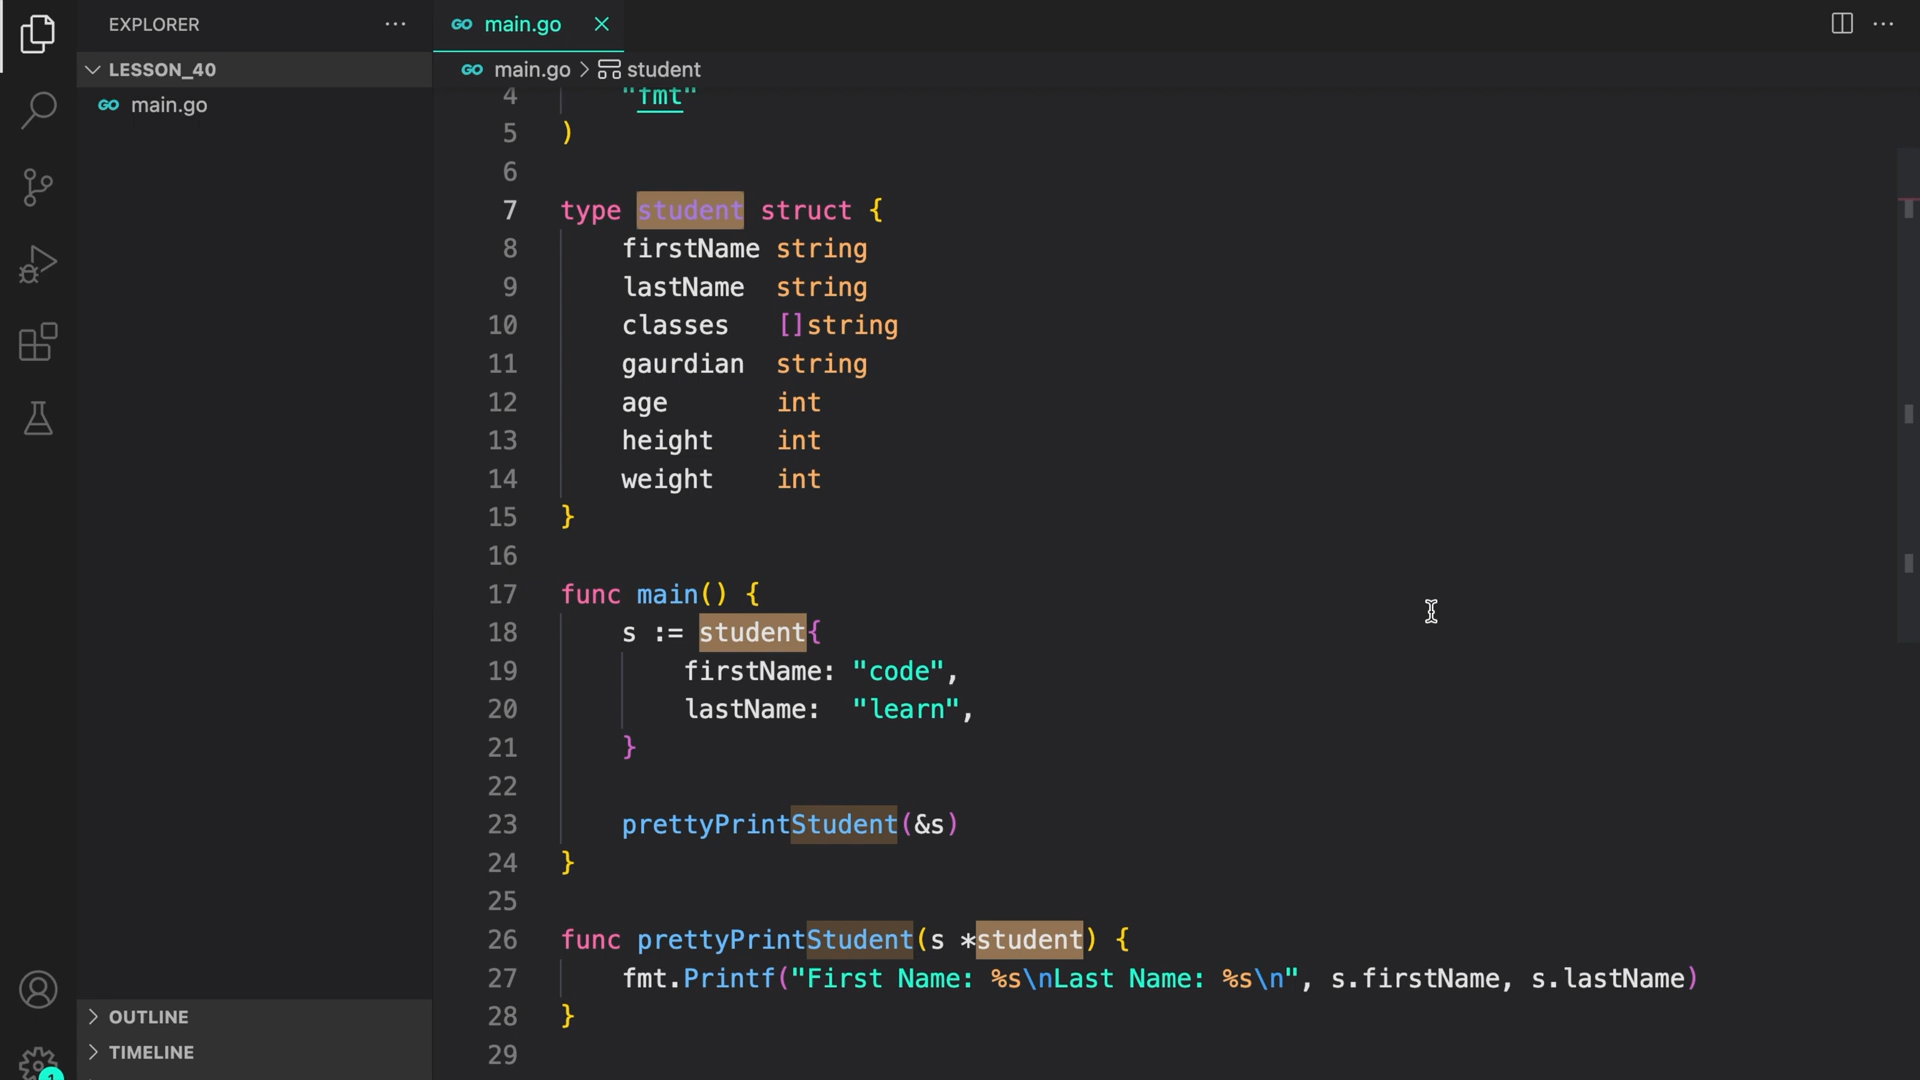 EXPLORER
LESSON_40
GO main.go
OUTLINE
TIMELINE
GO main.go
GO main.go > student
4 "fmt"
5 )
6
7 type student struct {
8 firstName string
9 lastName string
10 classes []string
11 gaurdian string
12 age int
13 height int
14 weight int
15 }
16
17 func main() {
18 s := student{
19 firstName: "code",
20 lastName: "learn",
21 }
22
23 prettyPrintStudent(&s)
24 }
25
26 func prettyPrintStudent(s *student) {
27 fmt.Printf("First Name: %s\nLast Name: %s\n", s.firstName, s.lastName)
28 }
29